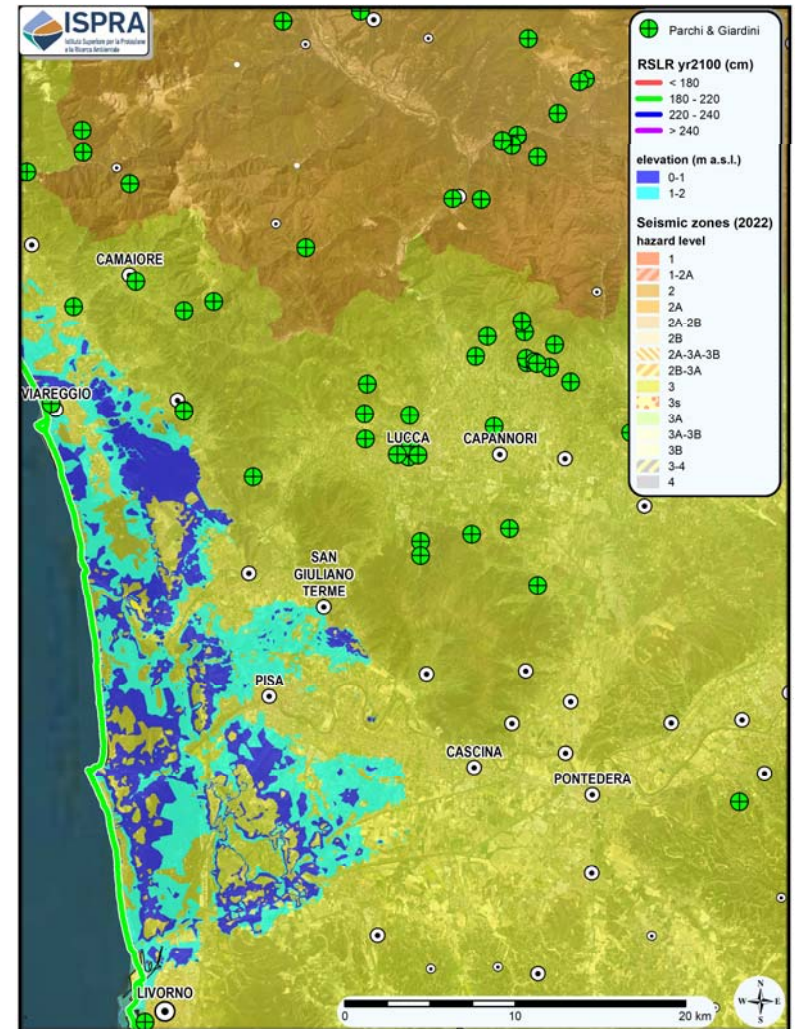 ISPRA
Istituto Superiore per la Protezione
e la Ricerca Ambientale
Parchi & Giardini
RSLR yr2100 (cm)
< 180
180 - 220
220 - 240
> 240
elevation (m a.s.l.)
0-1
1-2
Seismic zones (2022)
hazard level
1
1-2A
2
2A
2A-2B
2B
2A-3A-3B
2B-3A
3
3s
3A
3A-3B
3B
3-4
4
CAMAIORE
VIAREGGIO
LUCCA
CAPANNORI
SAN
GIULIANO
TERME
PISA
CASCINA
PONTEDERA
LIVORNO
0
10
20 km
N
W
E
S